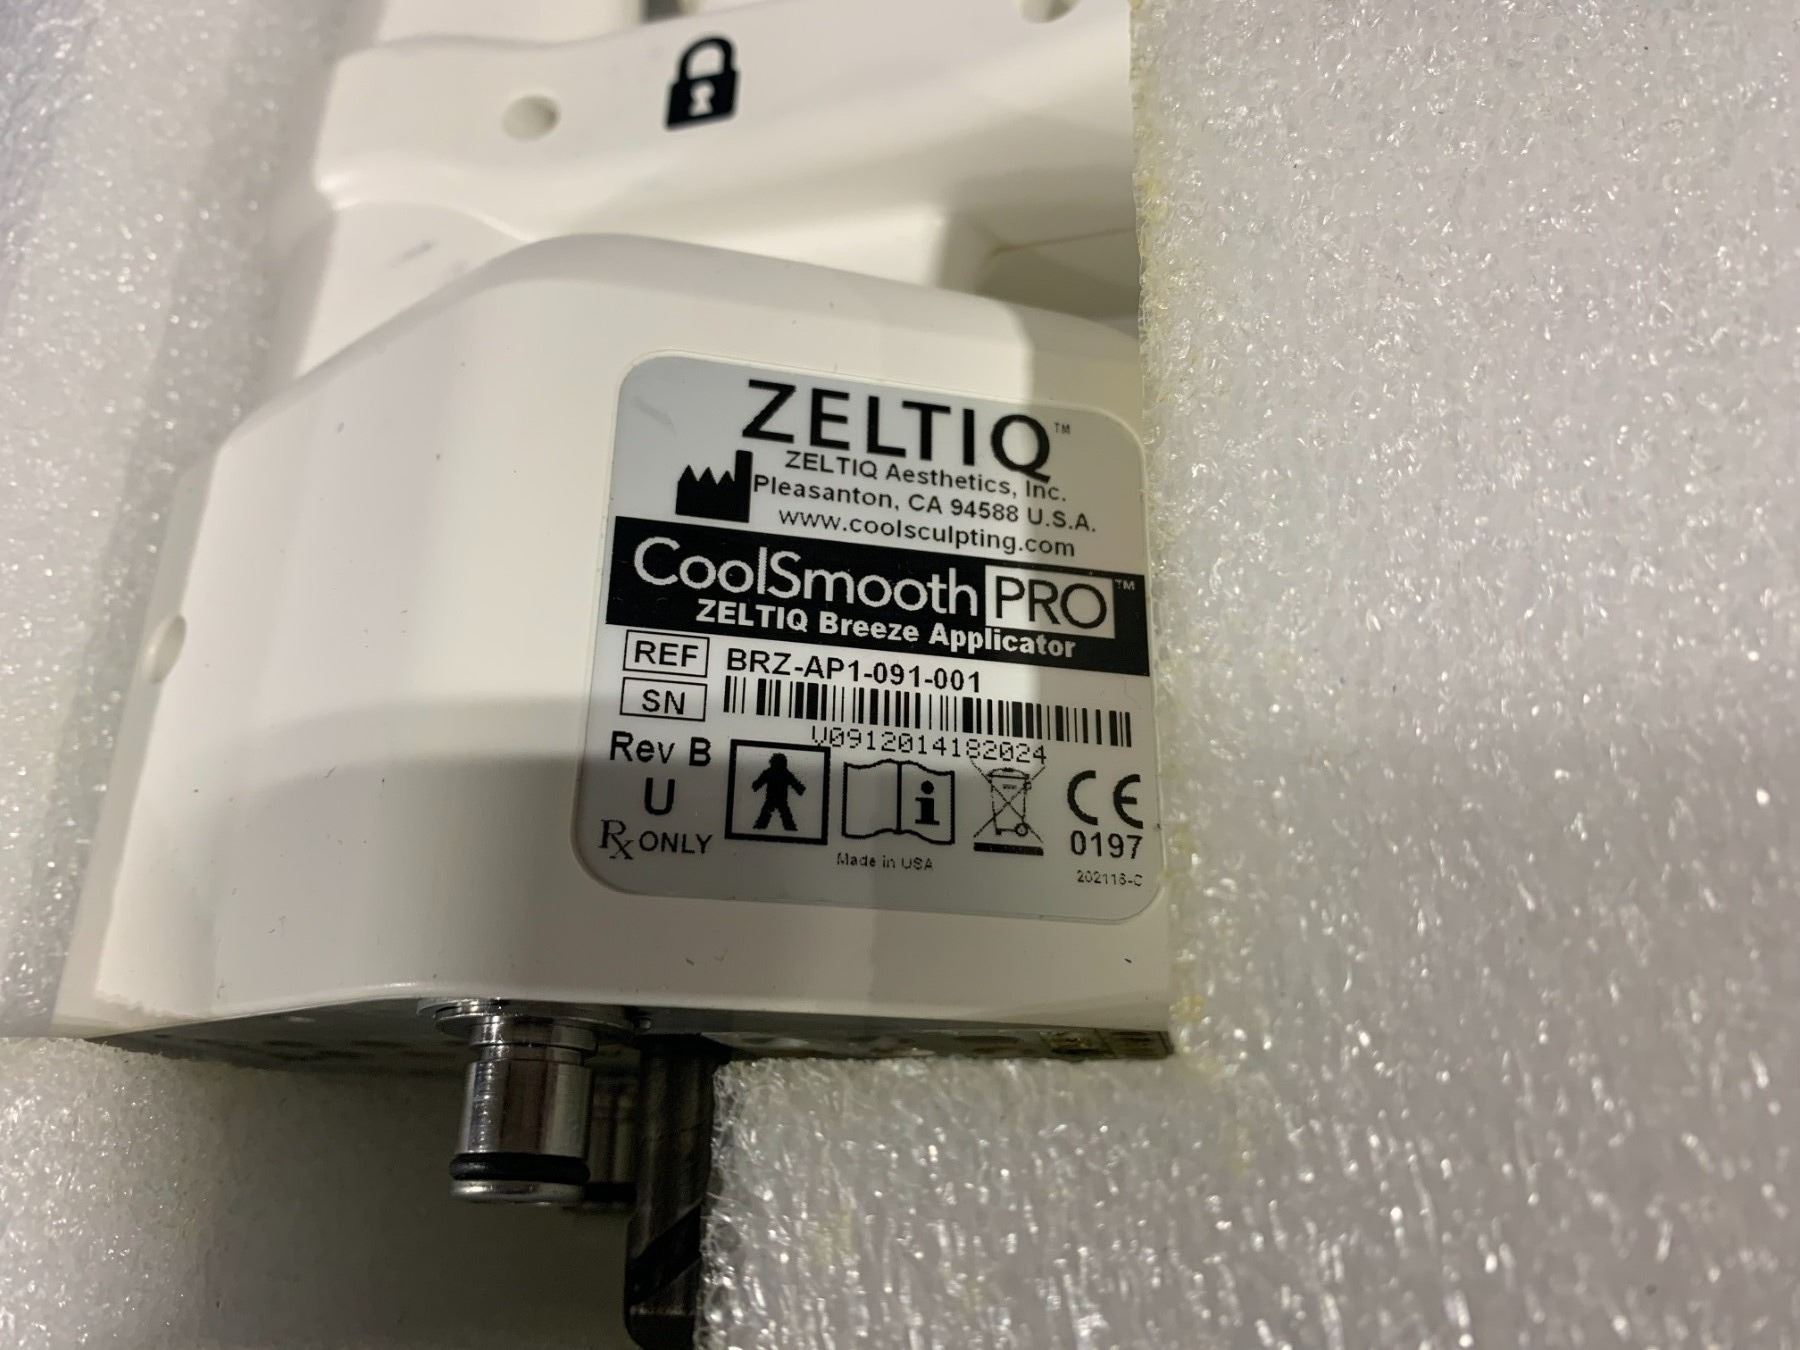 ZELTIQ™
ZELTIQ Aesthetics, Inc.
Pleasanton, CA 94588 U.S.A.
www.coolsculpting.com
CoolSmooth PRO™
ZELTIQ Breeze Applicator
REF BRZ-AP1-091-001
SN
V0912014182024
Rev B
U
Rx ONLY
i
CE
0197
Made in USA
202116-C